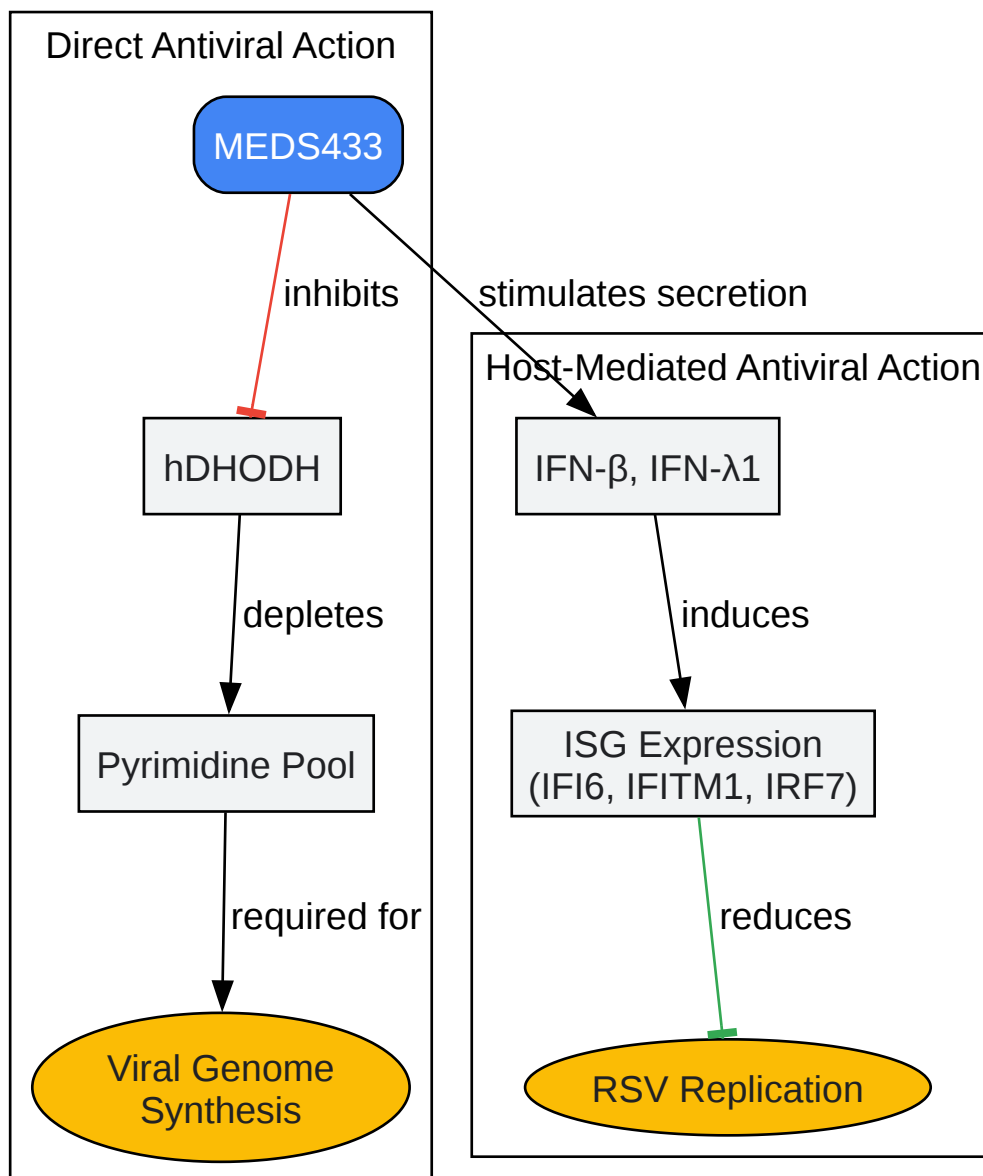 Direct Antiviral Action
MEDS433
inhibits
stimulates secretion
Host-Mediated Antiviral Action
hDHODH
IFN-β, IFN-λ1
depletes
induces
Pyrimidine Pool
ISG Expression
(IFI6, IFITM1, IRF7)
required for
reduces
Viral Genome
Synthesis
RSV Replication